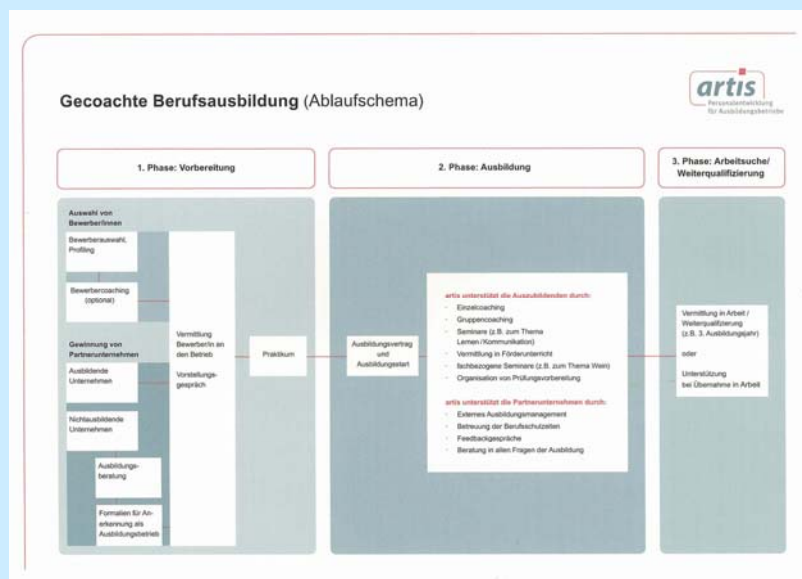 Gecoachte Berufsausbildung (Ablaufschema)
artis
Personalentwicklung
für Ausbildungsbetriebe
1. Phase: Vorbereitung
2. Phase: Ausbildung
3. Phase: Arbeitsuche/
Weiterqualifizierung
Auswahl von
Bewerber/innen
Bewerberauswahl,
Profiling
Bewerbercoaching
(optional)
Gewinnung von
Partnerunternehmen
Ausbildende
Unternehmen
Nichtausbildende
Unternehmen
Ausbildungs-
beratung
Formalien für An-
erkennung als
Ausbildungsbetrieb
Vermittlung
Bewerber/in an
den Betrieb
Vorstellungs-
gespräch
Praktikum
Ausbildungsvertrag
und
Ausbildungsstart
artis unterstützt die Auszubildenden durch:
- Einzelcoaching
- Gruppencoaching
- Seminare (z.B. zum Thema
Lernen / Kommunikation)
- Vermittlung in Förderunterricht
- fachbezogene Seminare (z.B. zum Thema Wein)
- Organisation von Prüfungsvorbereitung
artis unterstützt die Partnerunternehmen durch:
- Externes Ausbildungsmanagement
- Betreuung der Berufsschulzeiten
- Feedbackgespräche
- Beratung in allen Fragen der Ausbildung
Vermittlung in Arbeit /
Weiterqualifizierung
(z.B. 3. Ausbildungsjahr)
oder
Unterstützung
bei Übernahme in Arbeit